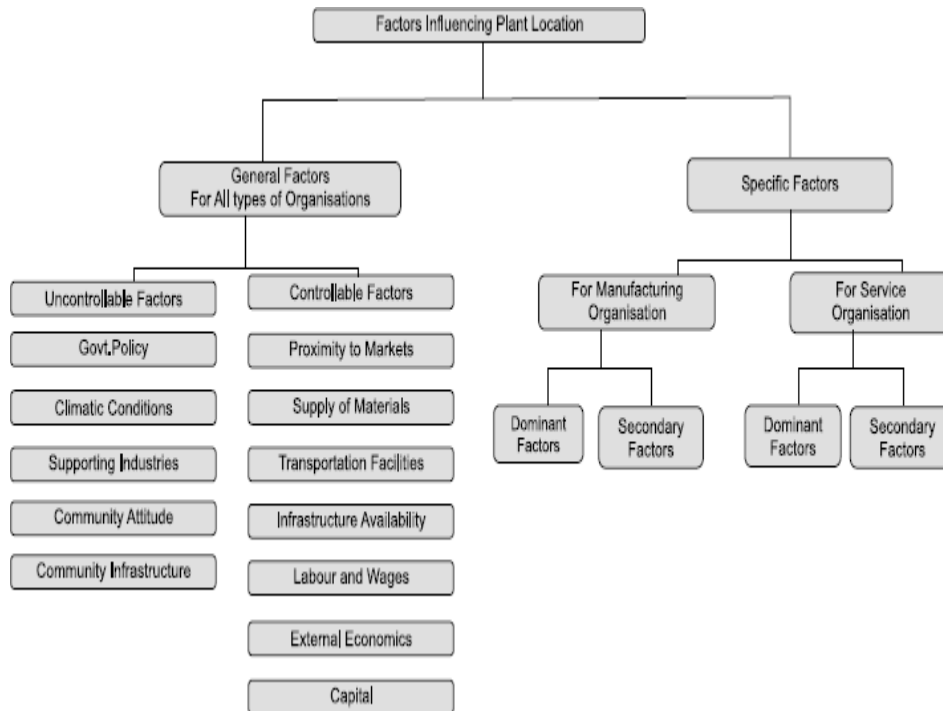 Factors Influencing Plant Location
General Factors
For All types of Organisations
Specific Factors
Uncontrollable Factors
Govt.Policy
Climatic Conditions
Supporting Industries
Community Attitude
Community Infrastructure
Controllable Factors
Proximity to Markets
Supply of Materials
Transportation Facilities
Infrastructure Availability
Labour and Wages
External Economics
Capital
For Manufacturing
Organisation
Dominant
Factors
Secondary
Factors
For Service
Organisation
Dominant
Factors
Secondary
Factors